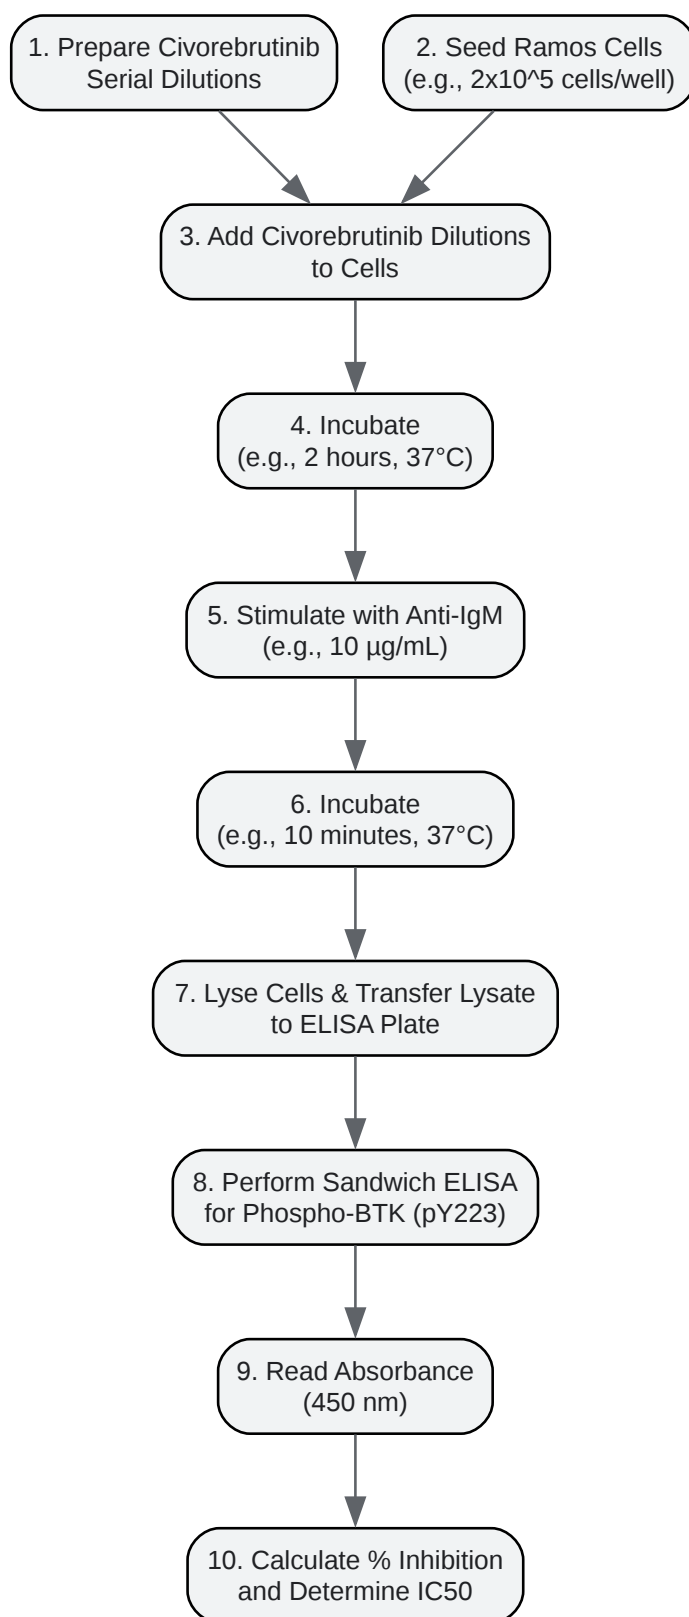 1. Prepare Civorebrutinib
Serial Dilutions
2. Seed Ramos Cells
(e.g., 2x10^5 cells/well)
3. Add Civorebrutinib Dilutions
to Cells
4. Incubate
(e.g., 2 hours, 37°C)
5. Stimulate with Anti-IgM
(e.g., 10 µg/mL)
6. Incubate
(e.g., 10 minutes, 37°C)
7. Lyse Cells & Transfer Lysate
to ELISA Plate
8. Perform Sandwich ELISA
for Phospho-BTK (pY223)
9. Read Absorbance
(450 nm)
10. Calculate % Inhibition
and Determine IC50